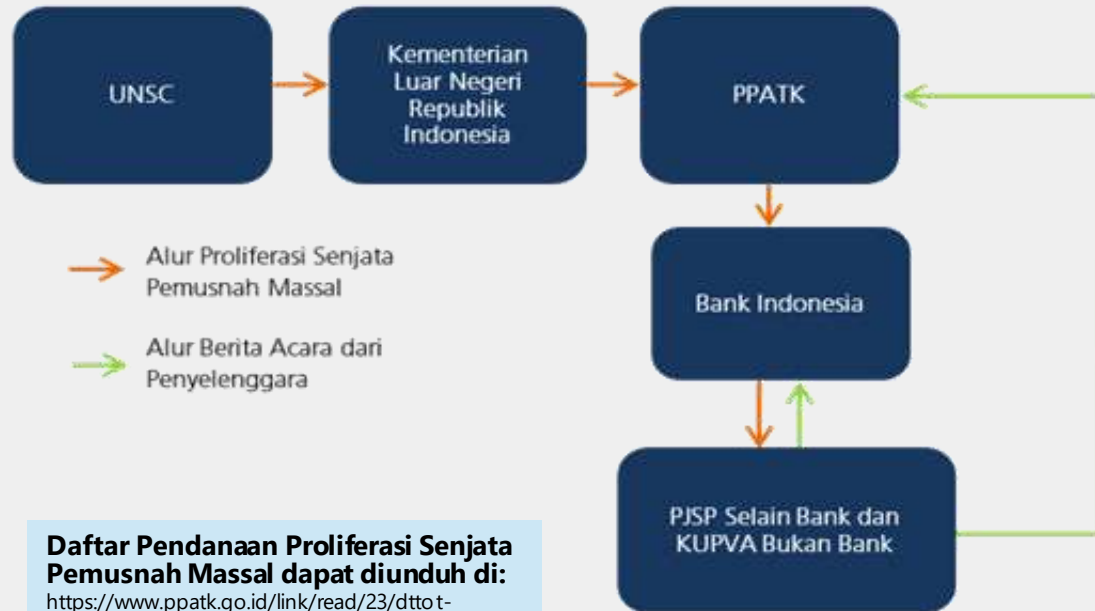 UNSC
Kementerian
Luar Negeri
Republik
Indonesia
PPATK
Alur Proliferasi Senjata
Pemusnah Massal
Bank Indonesia
Alur Berita Acara dari
Penyelenggara
PJSP Selain Bank dan
KUPVA Bukan Bank
Daftar Pendanaan Proliferasi Senjata
Pemusnah Massal dapat diunduh di:
https://www.ppatk.go.id/link/read/23/dttot-